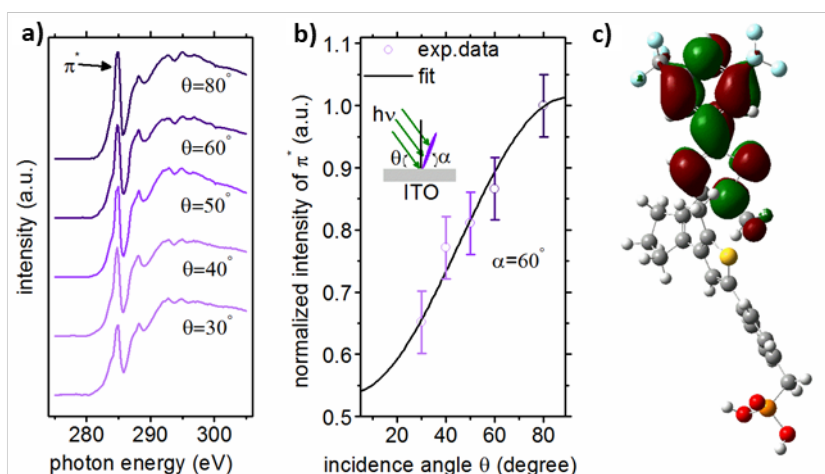 a)
π*
θ=80°
θ=60°
θ=50°
θ=40°
θ=30°
intensity (a.u.)
280 290 300
photon energy (eV)
b)
exp.data
fit
hν
θ
α
ITO
α=60°
normalized intensity of π* (a.u.)
1.1
1.0
0.9
0.8
0.7
0.6
0.5
20 40 60 80
incidence angle θ (degree)
c)